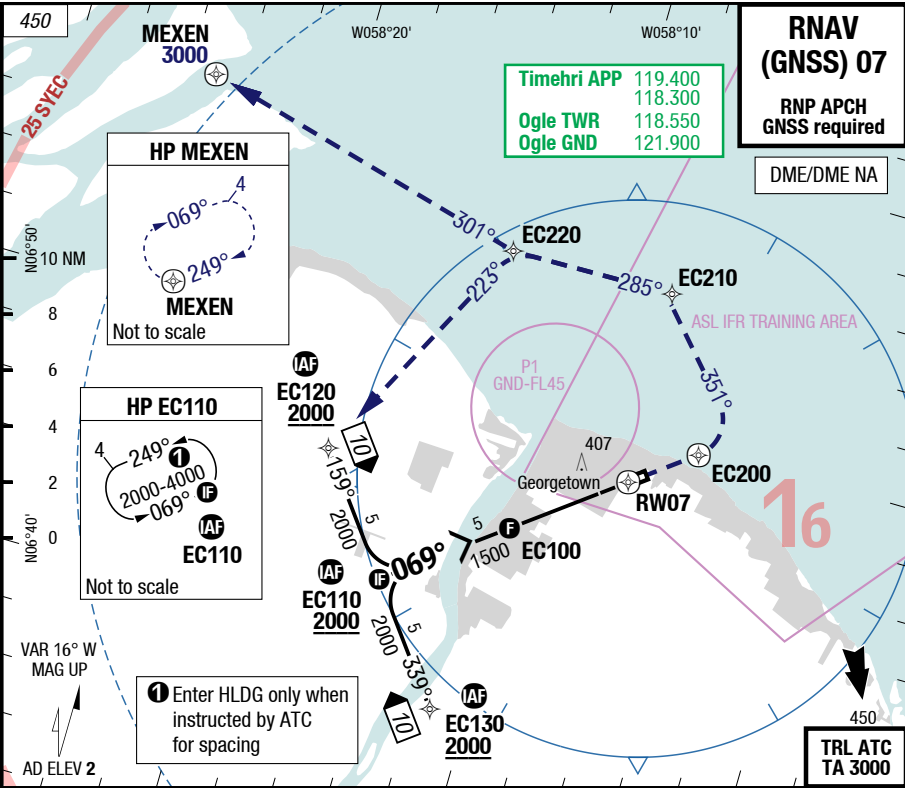 450
MEXEN
3000
W058°20'
W058°10'
RNAV
(GNSS) 07
RNP APCH
GNSS required
DME/DME NA
Timehri APP 119.400
118.300
Ogle TWR 118.550
Ogle GND 121.900
25 SYEC
HP MEXEN
4
069°
249°
MEXEN
Not to scale
N06°50'
10 NM
8
6
4
2
0
N06°40'
301°
EC220
223°
285°
EC210
ASL IFR TRAINING AREA
P1
GND-FL45
351°
IAF
EC120
2000
HP EC110
4
249°
1
2000-4000
069°
IF
IAF
EC110
Not to scale
10
159°
5
2000
407
Georgetown
RW07
EC200
16
069°
5
1500
F
EC100
IAF
EC110
2000
IF
5
2000
339°
10
IAF
EC130
2000
VAR 16° W
MAG UP
AD ELEV 2
1 Enter HLDG only when
instructed by ATC
for spacing
450
TRL ATC
TA 3000